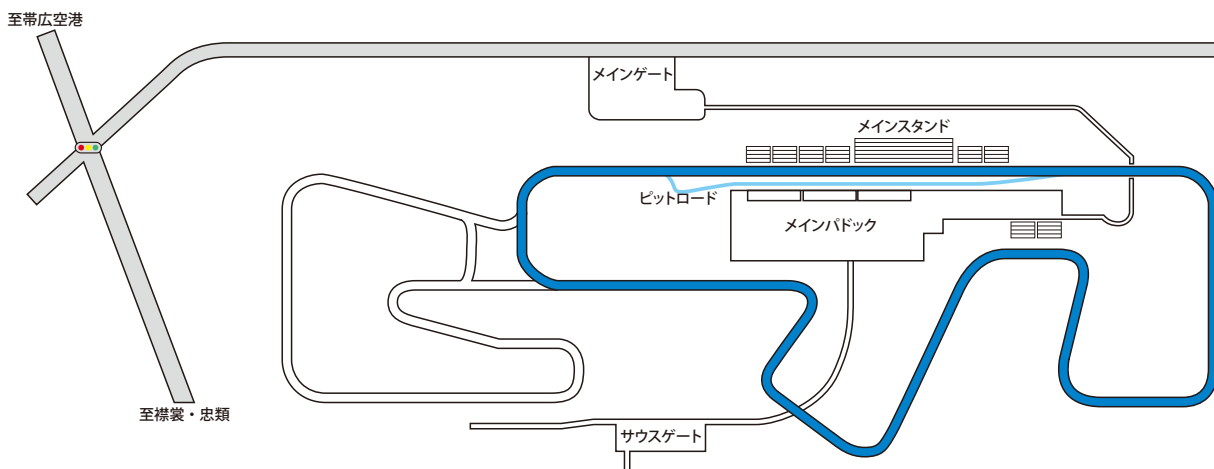 至帯広空港
メインゲート
メインスタンド
ピットロード
メインパドック
至襟裳・忠類
サウスゲート